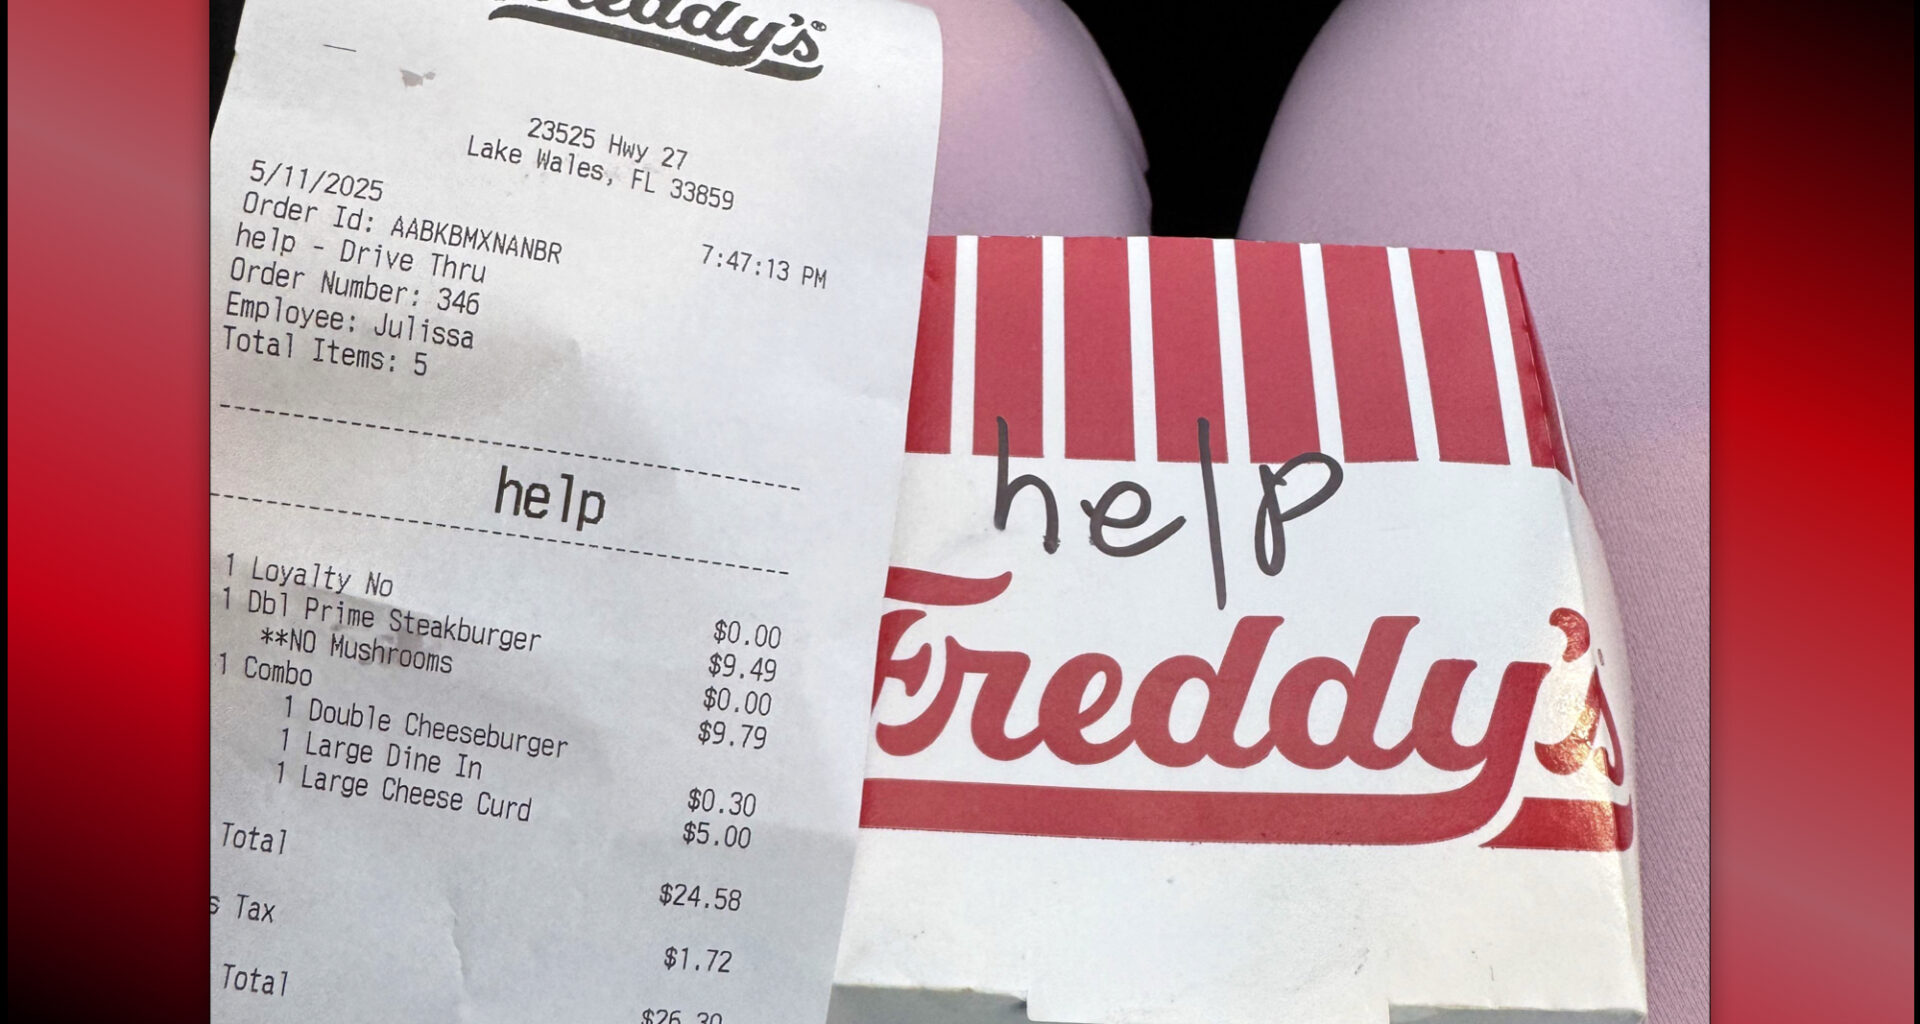 Freddy's
23525 Hwy 27
Lake Wales, FL 33859
5/11/2025 7:47:13 PM
Order Id: AABKBMXNANBR
help - Drive Thru
Order Number: 346
Employee: Julissa
Total Items: 5
help
1 Loyalty No $0.00
1 Dbl Prime Steakburger $9.49
**NO Mushrooms $0.00
1 Combo $9.79
1 Double Cheeseburger
1 Large Dine In $0.30
1 Large Cheese Curd $5.00
Total $24.58
s Tax $1.72
Total $26.30
help
Freddy's